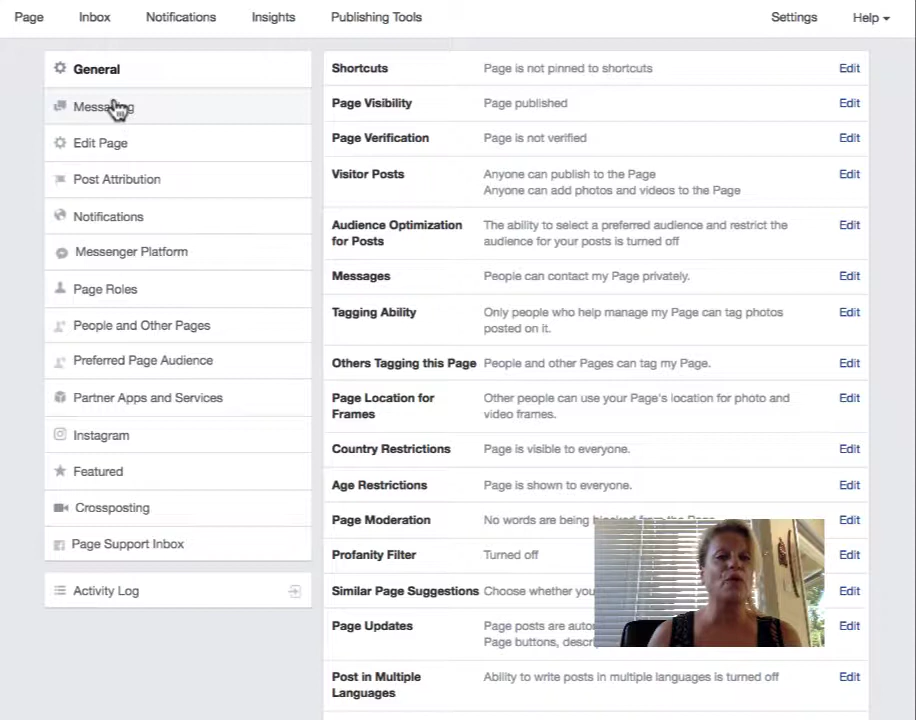 Page Inbox Notifications Insights Publishing Tools Settings Help
General
Messaging
Edit Page
Post Attribution
Notifications
Messenger Platform
Page Roles
People and Other Pages
Preferred Page Audience
Partner Apps and Services
Instagram
Featured
Crossposting
Page Support Inbox
Activity Log
Shortcuts Page is not pinned to shortcuts Edit
Page Visibility Page published Edit
Page Verification Page is not verified Edit
Visitor Posts Anyone can publish to the Page Edit
Anyone can add photos and videos to the Page
Audience Optimization The ability to select a preferred audience and restrict the Edit
for Posts audience for your posts is turned off
Messages People can contact my Page privately. Edit
Tagging Ability Only people who help manage my Page can tag photos Edit
posted on it.
Others Tagging this Page People and other Pages can tag my Page. Edit
Page Location for Other people can use your Page's location for photo and Edit
Frames video frames.
Country Restrictions Page is visible to everyone. Edit
Age Restrictions Page is shown to everyone. Edit
Page Moderation No words are being blocked from the Page. Edit
Profanity Filter Turned off Edit
Similar Page Suggestions Choose whether you Edit
Page Updates Page posts are Edit
Page buttons,
Post in Multiple Ability to write posts in multiple languages is turned off Edit
Languages